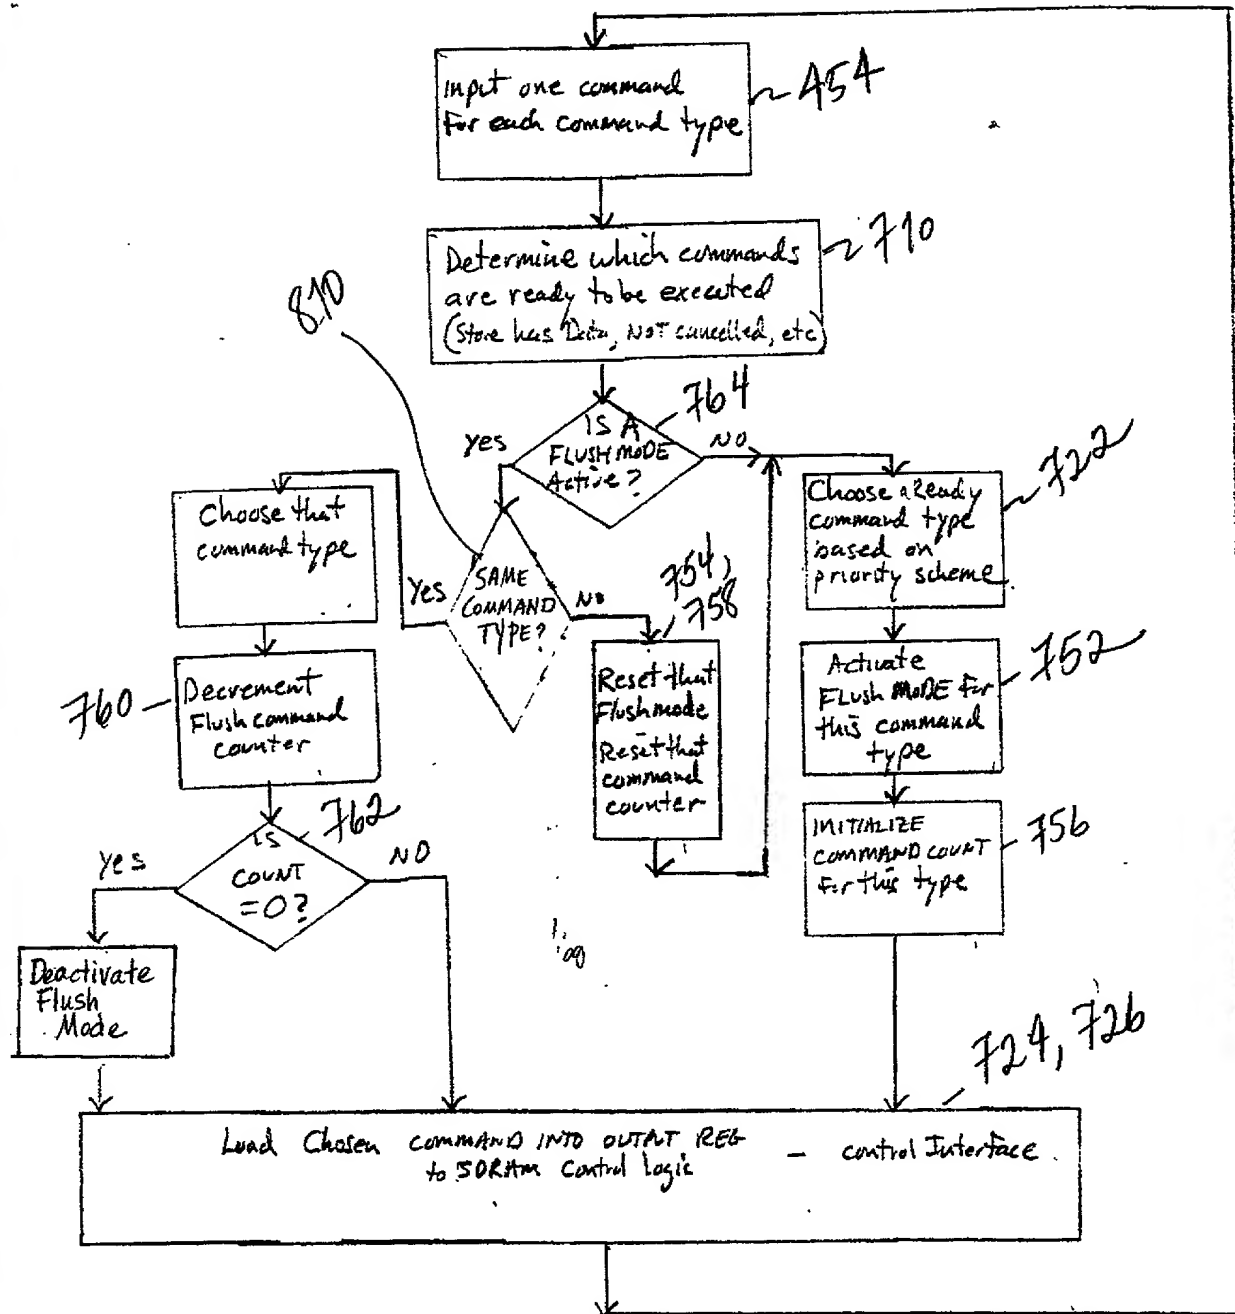 Input one command
For each command type
454
Determine which commands
are ready to be executed
(Store has Data, NOT cancelled, etc)
710
810
764
IS A
FLUSH MODE
Active?
Yes
NO
722
Choose a Ready
command type
based on
priority scheme.
Choose that
command type
Yes
SAME
COMMAND
TYPE?
NO
754,
758
Reset that
Flushmode
Reset that
command
counter
Activate
FLush MODE For
this command
type
752
760
Decrement
Flush command
counter
762
IS
COUNT
=0?
Yes
NO
INITIALIZE
COMMAND COUNT
For this type
756
Deactivate
Flush
Mode
724, 726
Load Chosen COMMAND INTO OUTPUT REG – control Interface
to SDRAM Control Logic